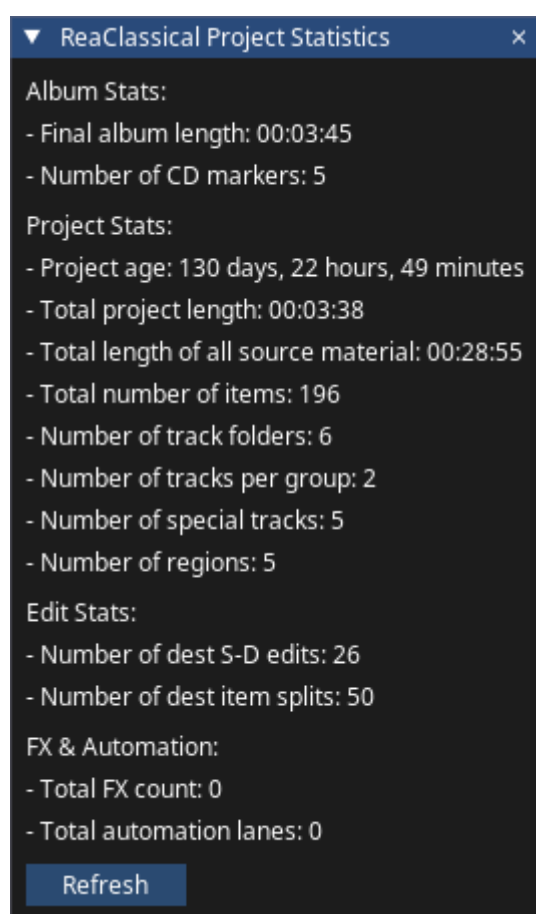 ReaClassical Project Statistics
Album Stats:
- Final album length: 00:03:45
- Number of CD markers: 5
Project Stats:
- Project age: 130 days, 22 hours, 49 minutes
- Total project length: 00:03:38
- Total length of all source material: 00:28:55
- Total number of items: 196
- Number of track folders: 6
- Number of tracks per group: 2
- Number of special tracks: 5
- Number of regions: 5
Edit Stats:
- Number of dest S-D edits: 26
- Number of dest item splits: 50
FX & Automation:
- Total FX count: 0
- Total automation lanes: 0
Refresh